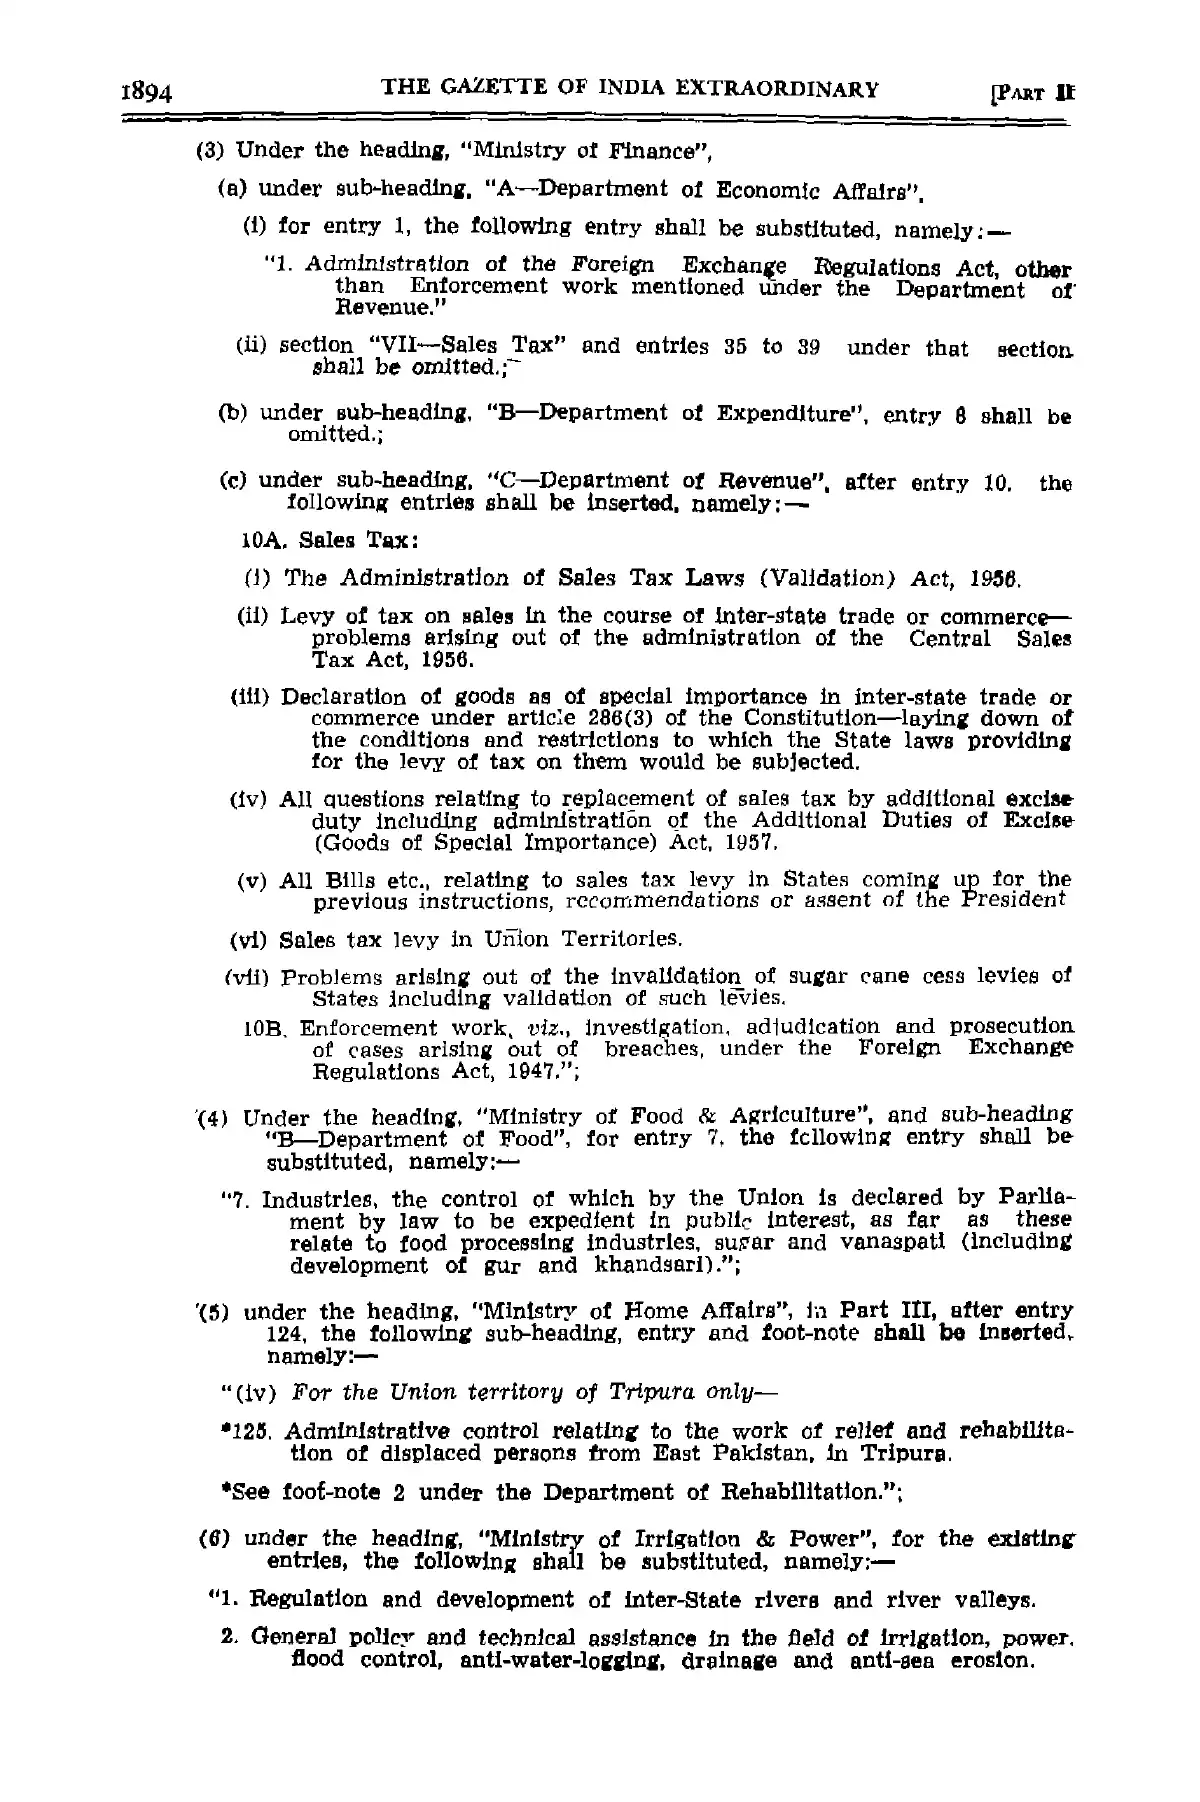 1894 THE GAZETTE OF INDIA EXTRAORDINARY [PART II
(3) Under the heading, "Ministry of Finance",
(a) under sub-heading, "A—Department of Economic Affairs",
(i) for entry 1, the following entry shall be substituted, namely:—
"1. Administration of the Foreign Exchange Regulations Act, other
than Enforcement work mentioned under the Department of
Revenue."
(ii) section "VII—Sales Tax" and entries 35 to 39 under that section
shall be omitted.;
(b) under sub-heading, "B—Department of Expenditure", entry 8 shall be
omitted.;
(c) under sub-heading, "C—Department of Revenue", after entry 10, the
following entries shall be inserted, namely:—
10A. Sales Tax:
(i) The Administration of Sales Tax Laws (Validation) Act, 1956.
(ii) Levy of tax on sales in the course of inter-state trade or commerce—
problems arising out of the administration of the Central Sales
Tax Act, 1956.
(iii) Declaration of goods as of special importance in inter-state trade or
commerce under article 286(3) of the Constitution—laying down of
the conditions and restrictions to which the State laws providing
for the levy of tax on them would be subjected.
(iv) All questions relating to replacement of sales tax by additional excise
duty including administration of the Additional Duties of Excise
(Goods of Special Importance) Act, 1957.
(v) All Bills etc., relating to sales tax levy in States coming up for the
previous instructions, recommendations or assent of the President
(vi) Sales tax levy in Union Territories.
(vii) Problems arising out of the invalidation of sugar cane cess levies of
States including validation of such levies.
10B. Enforcement work, viz., investigation, adjudication and prosecution
of cases arising out of breaches, under the Foreign Exchange
Regulations Act, 1947.";
(4) Under the heading, "Ministry of Food & Agriculture", and sub-heading
"B—Department of Food", for entry 7, the following entry shall be
substituted, namely:—
"7. Industries, the control of which by the Union is declared by Parlia-
ment by law to be expedient in public interest, as far as these
relate to food processing industries, sugar and vanaspati (including
development of gur and khandsari).";
(5) under the heading, "Ministry of Home Affairs", in Part III, after entry
124, the following sub-heading, entry and foot-note shall be inserted,
namely:—
"(iv) For the Union territory of Tripura only—
*125. Administrative control relating to the work of relief and rehabilita-
tion of displaced persons from East Pakistan, in Tripura.
*See foot-note 2 under the Department of Rehabilitation.";
(6) under the heading, "Ministry of Irrigation & Power", for the existing
entries, the following shall be substituted, namely:—
"1. Regulation and development of inter-State rivers and river valleys.
2. General policy and technical assistance in the field of irrigation, power,
flood control, anti-water-logging, drainage and anti-sea erosion.